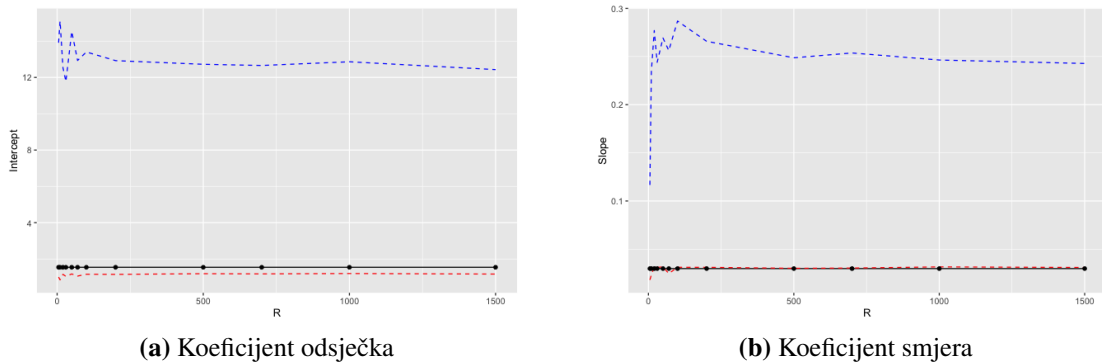 Intercept
12
8
4
0
500
1000
1500
R
(a) Koeficijent odsječka
Slope
0.3
0.2
0.1
0
500
1000
1500
R
(b) Koeficijent smjera